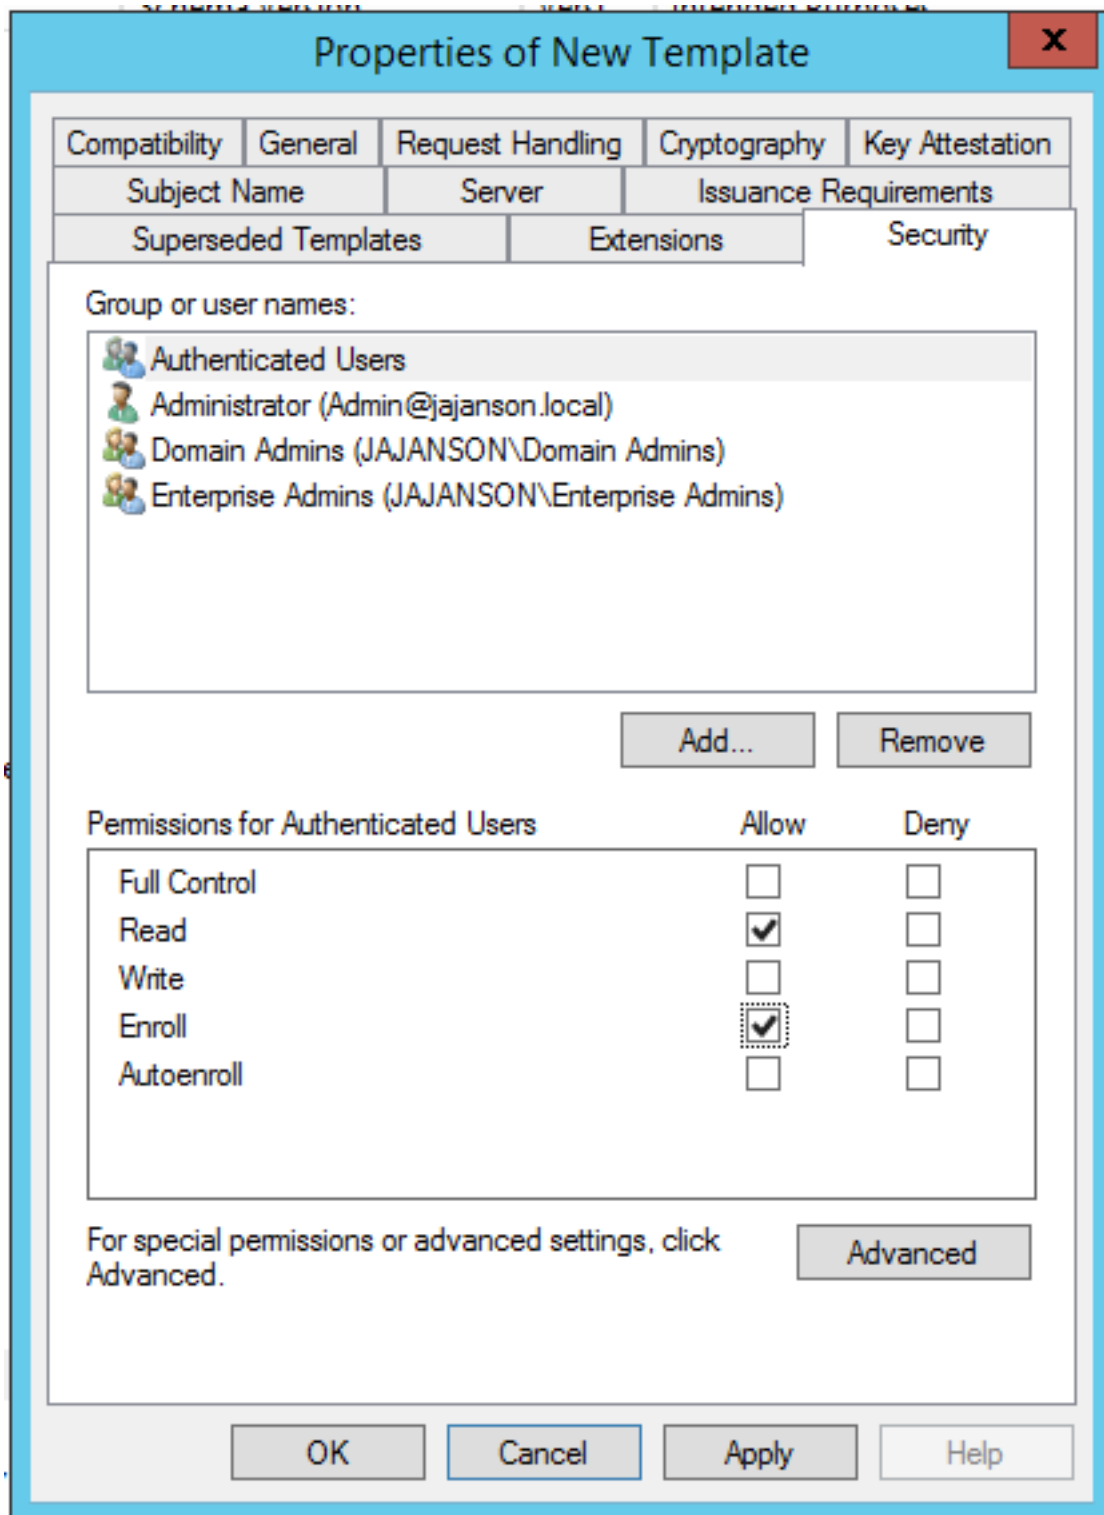 Properties of New Template
x
Compatibility General Request Handling Cryptography Key Attestation
Subject Name Server Issuance Requirements
Superseded Templates Extensions Security
Group or user names:
Authenticated Users
Administrator (Admin@jajanson.local)
Domain Admins (JAJANSON\Domain Admins)
Enterprise Admins (JAJANSON\Enterprise Admins)
Add... Remove
Permissions for Authenticated Users Allow Deny
Full Control
Read
Write
Enroll
Autoenroll
For special permissions or advanced settings, click
Advanced.
Advanced
OK Cancel Apply Help